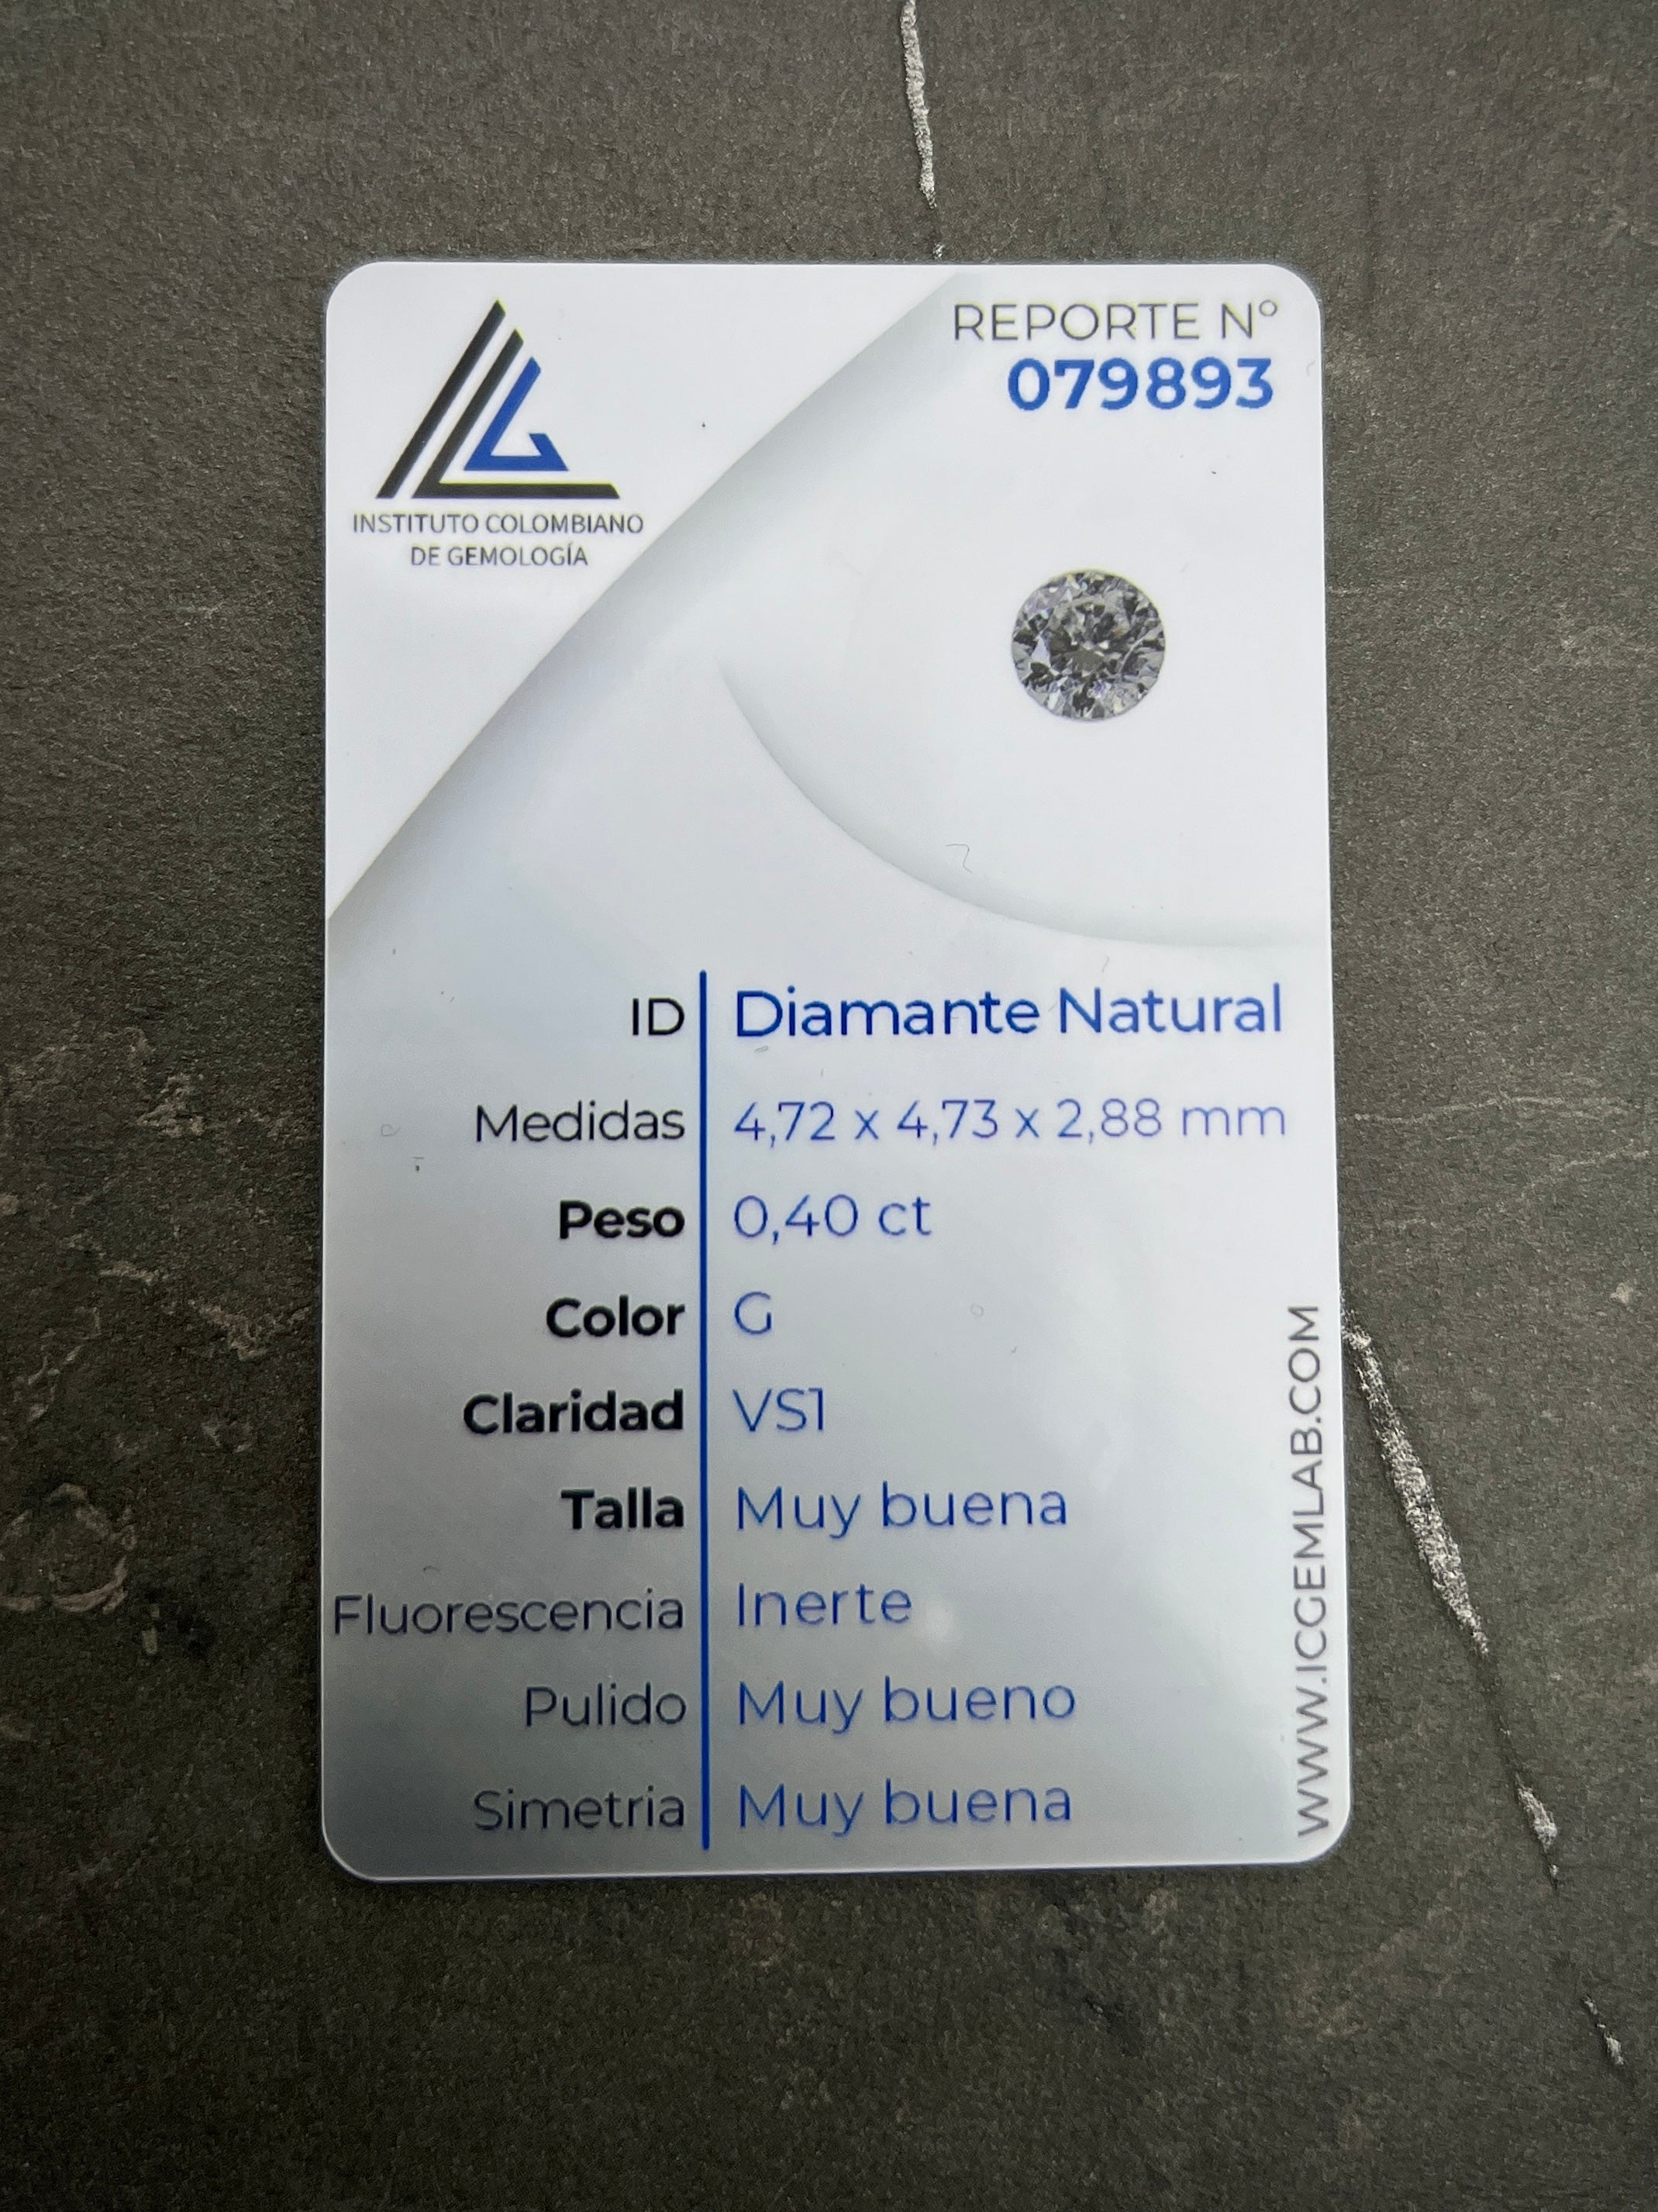 INSTITUTO COLOMBIANO
DE GEMOLOGÍA
REPORTE Nº
079893
ID Diamante Natural
Medidas 4,72 x 4,73 x 2,88 mm
Peso 0,40 ct
Color G
Claridad VS1
Talla Muy buena
Fluorescencia Inerte
Pulido Muy bueno
Simetria Muy buena
WWW.ICGEMLAB.COM